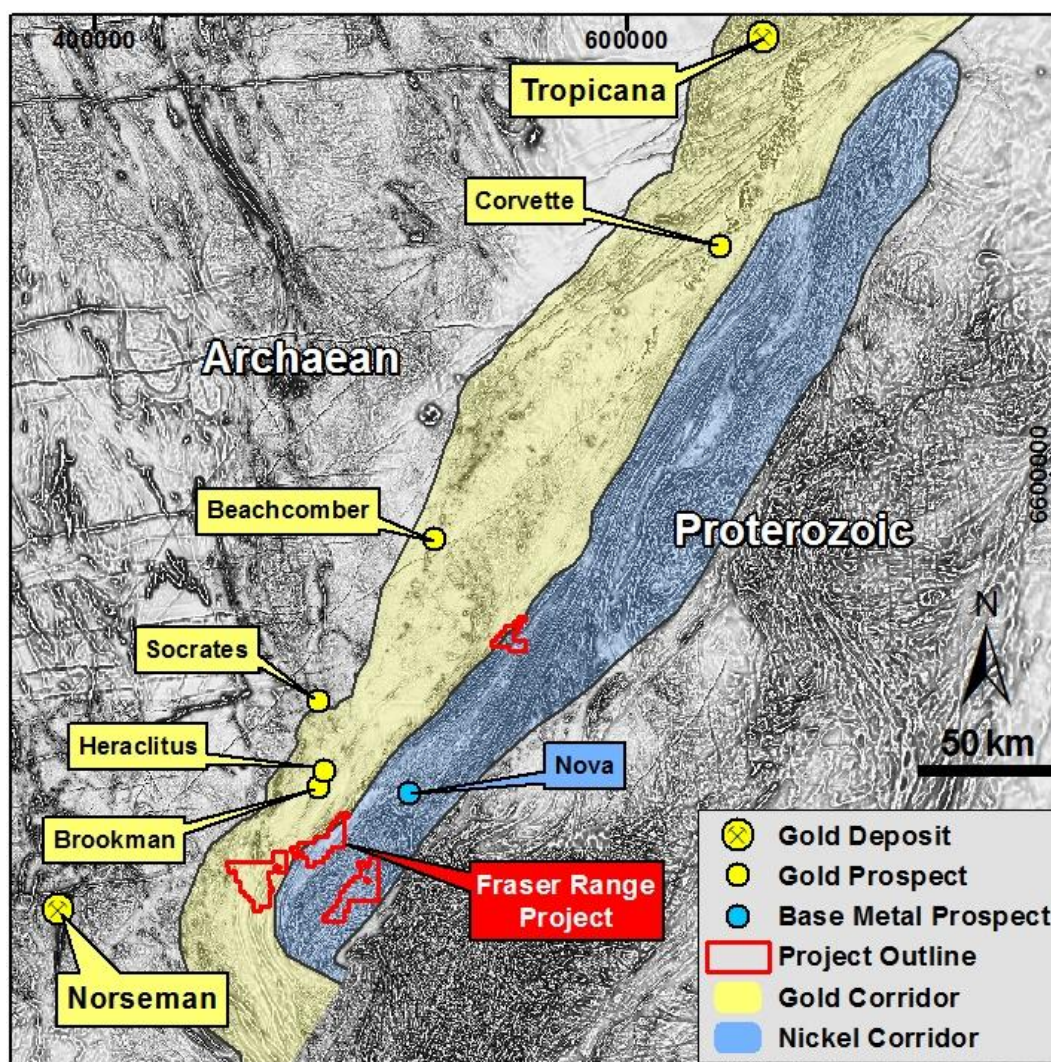 400000
600000
Tropicana
Corvette
Archaean
6600000
Beachcomber
Proterozoic
N
Socrates
Heraclitus
Nova
50 km
Brookman
Fraser Range
Project
Norseman
Gold Deposit
Gold Prospect
Base Metal Prospect
Project Outline
Gold Corridor
Nickel Corridor